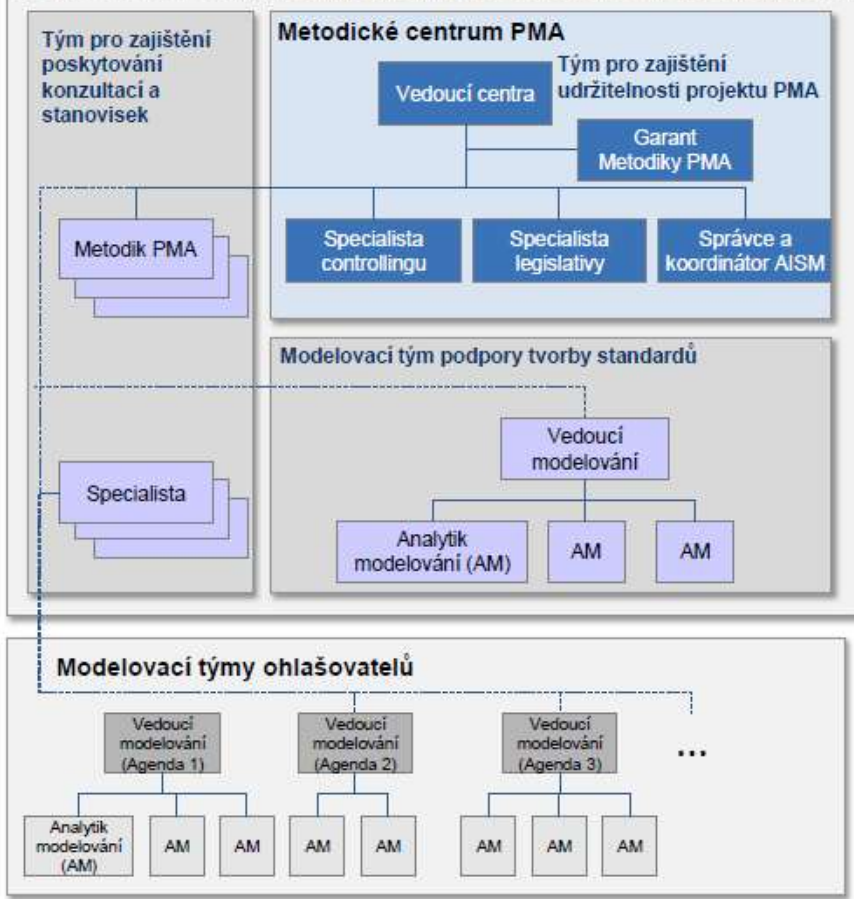 Tým pro zajištění
poskytování
konzultací a
stanovisek
Metodické centrum PMA
Tým pro zajištění
udržitelnosti projektu PMA
Vedoucí centra
Garant
Metodiky PMA
Metodik PMA
Specialista
controllingu
Specialista
legislativy
Správce a
koordinátor AISM
Modelovací tým podpory tvorby standardů
Vedoucí
modelování
Specialista
Analytik
modelování (AM)
AM
AM
Modelovací týmy ohlašovatelů
Vedoucí
modelování
(Agenda 1)
Vedoucí
modelování
(Agenda 2)
Vedoucí
modelování
(Agenda 3)
...
Analytik
modelování
(AM)
AM
AM
AM
AM
AM
AM
AM